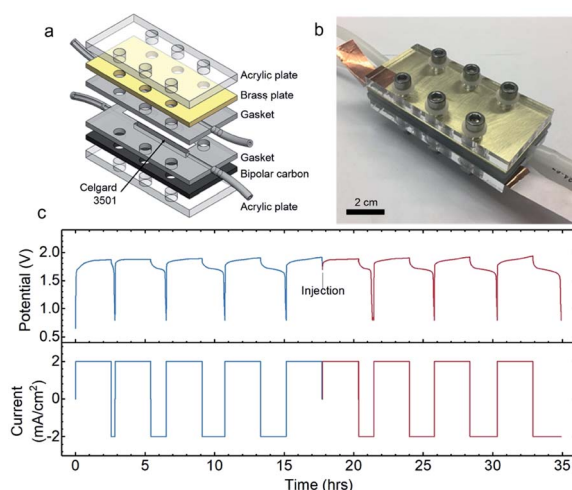 a
Acrylic plate
Brass plate
Gasket
Gasket
Bipolar carbon
Celgard
3501
Acrylic plate
b
2 cm
c
Potential (V)
2.0
1.5
1.0
0.5
Injection
Current
(mA/cm²)
2
0
-2
0
5
10
15
20
25
30
35
Time (hrs)